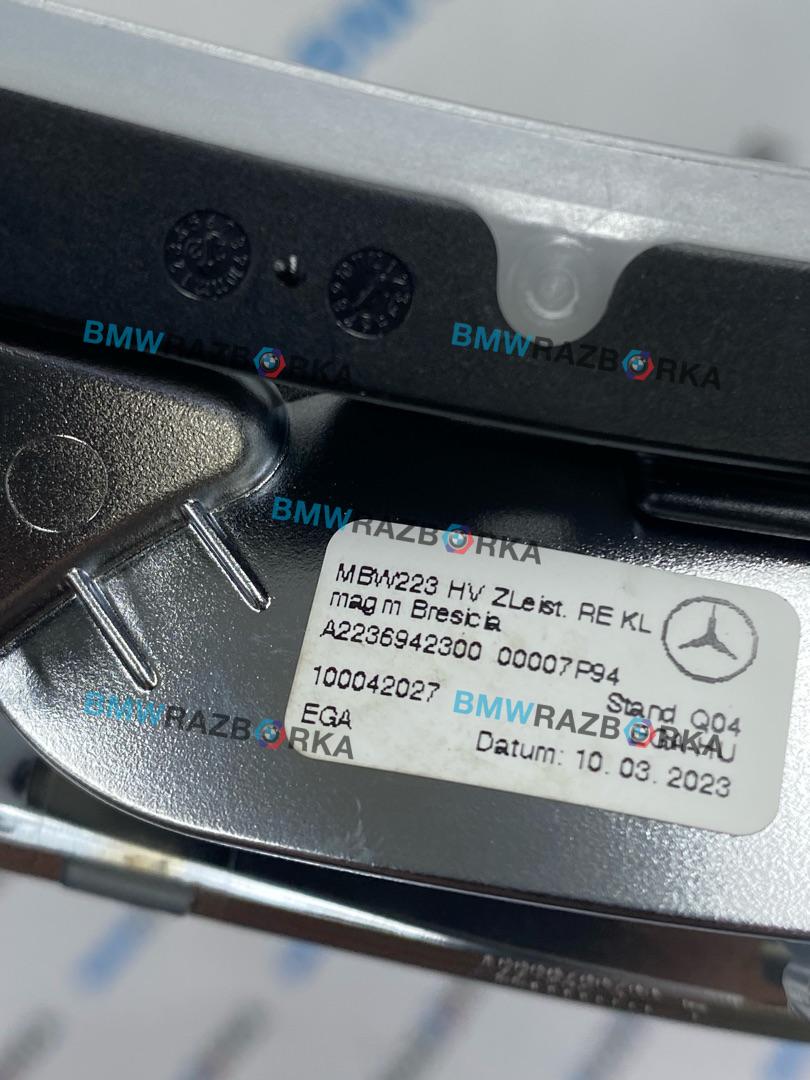 BMWRAZBORKA
BMWRAZBORKA
BMWRAZBORKA
MBW223 HV ZLeist. RE KL
mag m Bresicia
A2236942300 00007P94
100042027
Stand Q04
EGA
Datum: 10. 03. 2023
BMWRAZBORKA
BMWRAZBORKA